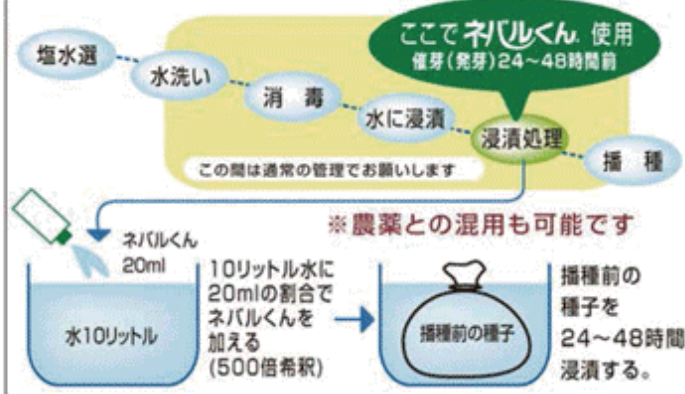 ここでネバルくん 使用
催芽(発芽)24〜48時間前
塩水選
水洗い
消 毒
水に浸漬
浸漬処理
播 種
この間は通常の管理でお願いします
※農薬との混用も可能です
ネバルくん
20ml
水10リットル
10リットル水に
20mlの割合で
ネバルくんを
加える
(500倍希釈)
播種前の種子
播種前の
種子を
24〜48時間
浸漬する。